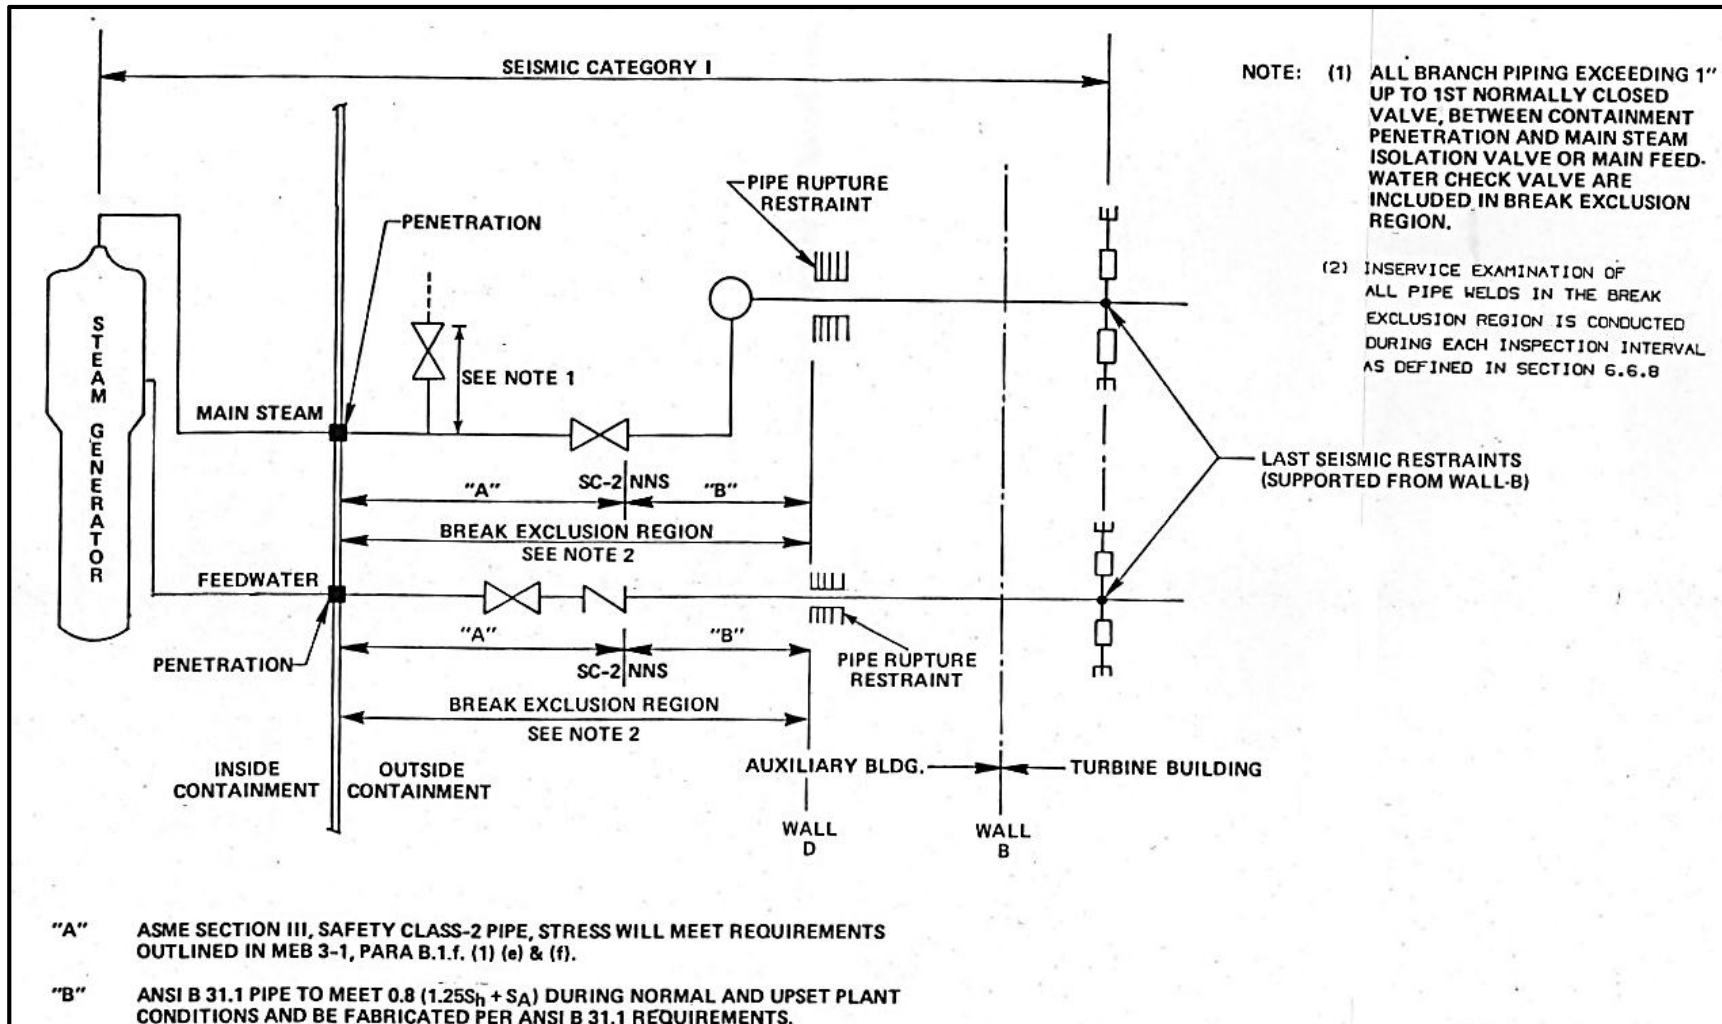 SEISMIC CATEGORY I
NOTE: (1) ALL BRANCH PIPING EXCEEDING 1"
UP TO 1ST NORMALLY CLOSED
VALVE, BETWEEN CONTAINMENT
PENETRATION AND MAIN STEAM
ISOLATION VALVE OR MAIN FEED-
WATER CHECK VALVE ARE
INCLUDED IN BREAK EXCLUSION
REGION.
(2) INSERVICE EXAMINATION OF
ALL PIPE WELDS IN THE BREAK
EXCLUSION REGION IS CONDUCTED
DURING EACH INSPECTION INTERVAL
AS DEFINED IN SECTION 6.6.8
PIPE RUPTURE
RESTRAINT
PENETRATION
STEAM GENERATOR
SEE NOTE 1
MAIN STEAM
LAST SEISMIC RESTRAINTS
(SUPPORTED FROM WALL-B)
"A"
SC-2 NNS
"B"
BREAK EXCLUSION REGION
SEE NOTE 2
FEEDWATER
"A"
"B"
SC-2 NNS
PENETRATION
PIPE RUPTURE
RESTRAINT
BREAK EXCLUSION REGION
SEE NOTE 2
INSIDE
CONTAINMENT
OUTSIDE
CONTAINMENT
AUXILIARY BLDG.
TURBINE BUILDING
WALL
D
WALL
B
"A" ASME SECTION III, SAFETY CLASS-2 PIPE, STRESS WILL MEET REQUIREMENTS
OUTLINED IN MEB 3-1, PARA B.1.f. (1) (e) & (f).
"B" ANSI B 31.1 PIPE TO MEET 0.8 (1.25Sh + SA) DURING NORMAL AND UPSET PLANT
CONDITIONS AND BE FABRICATED PER ANSI B 31.1 REQUIREMENTS.